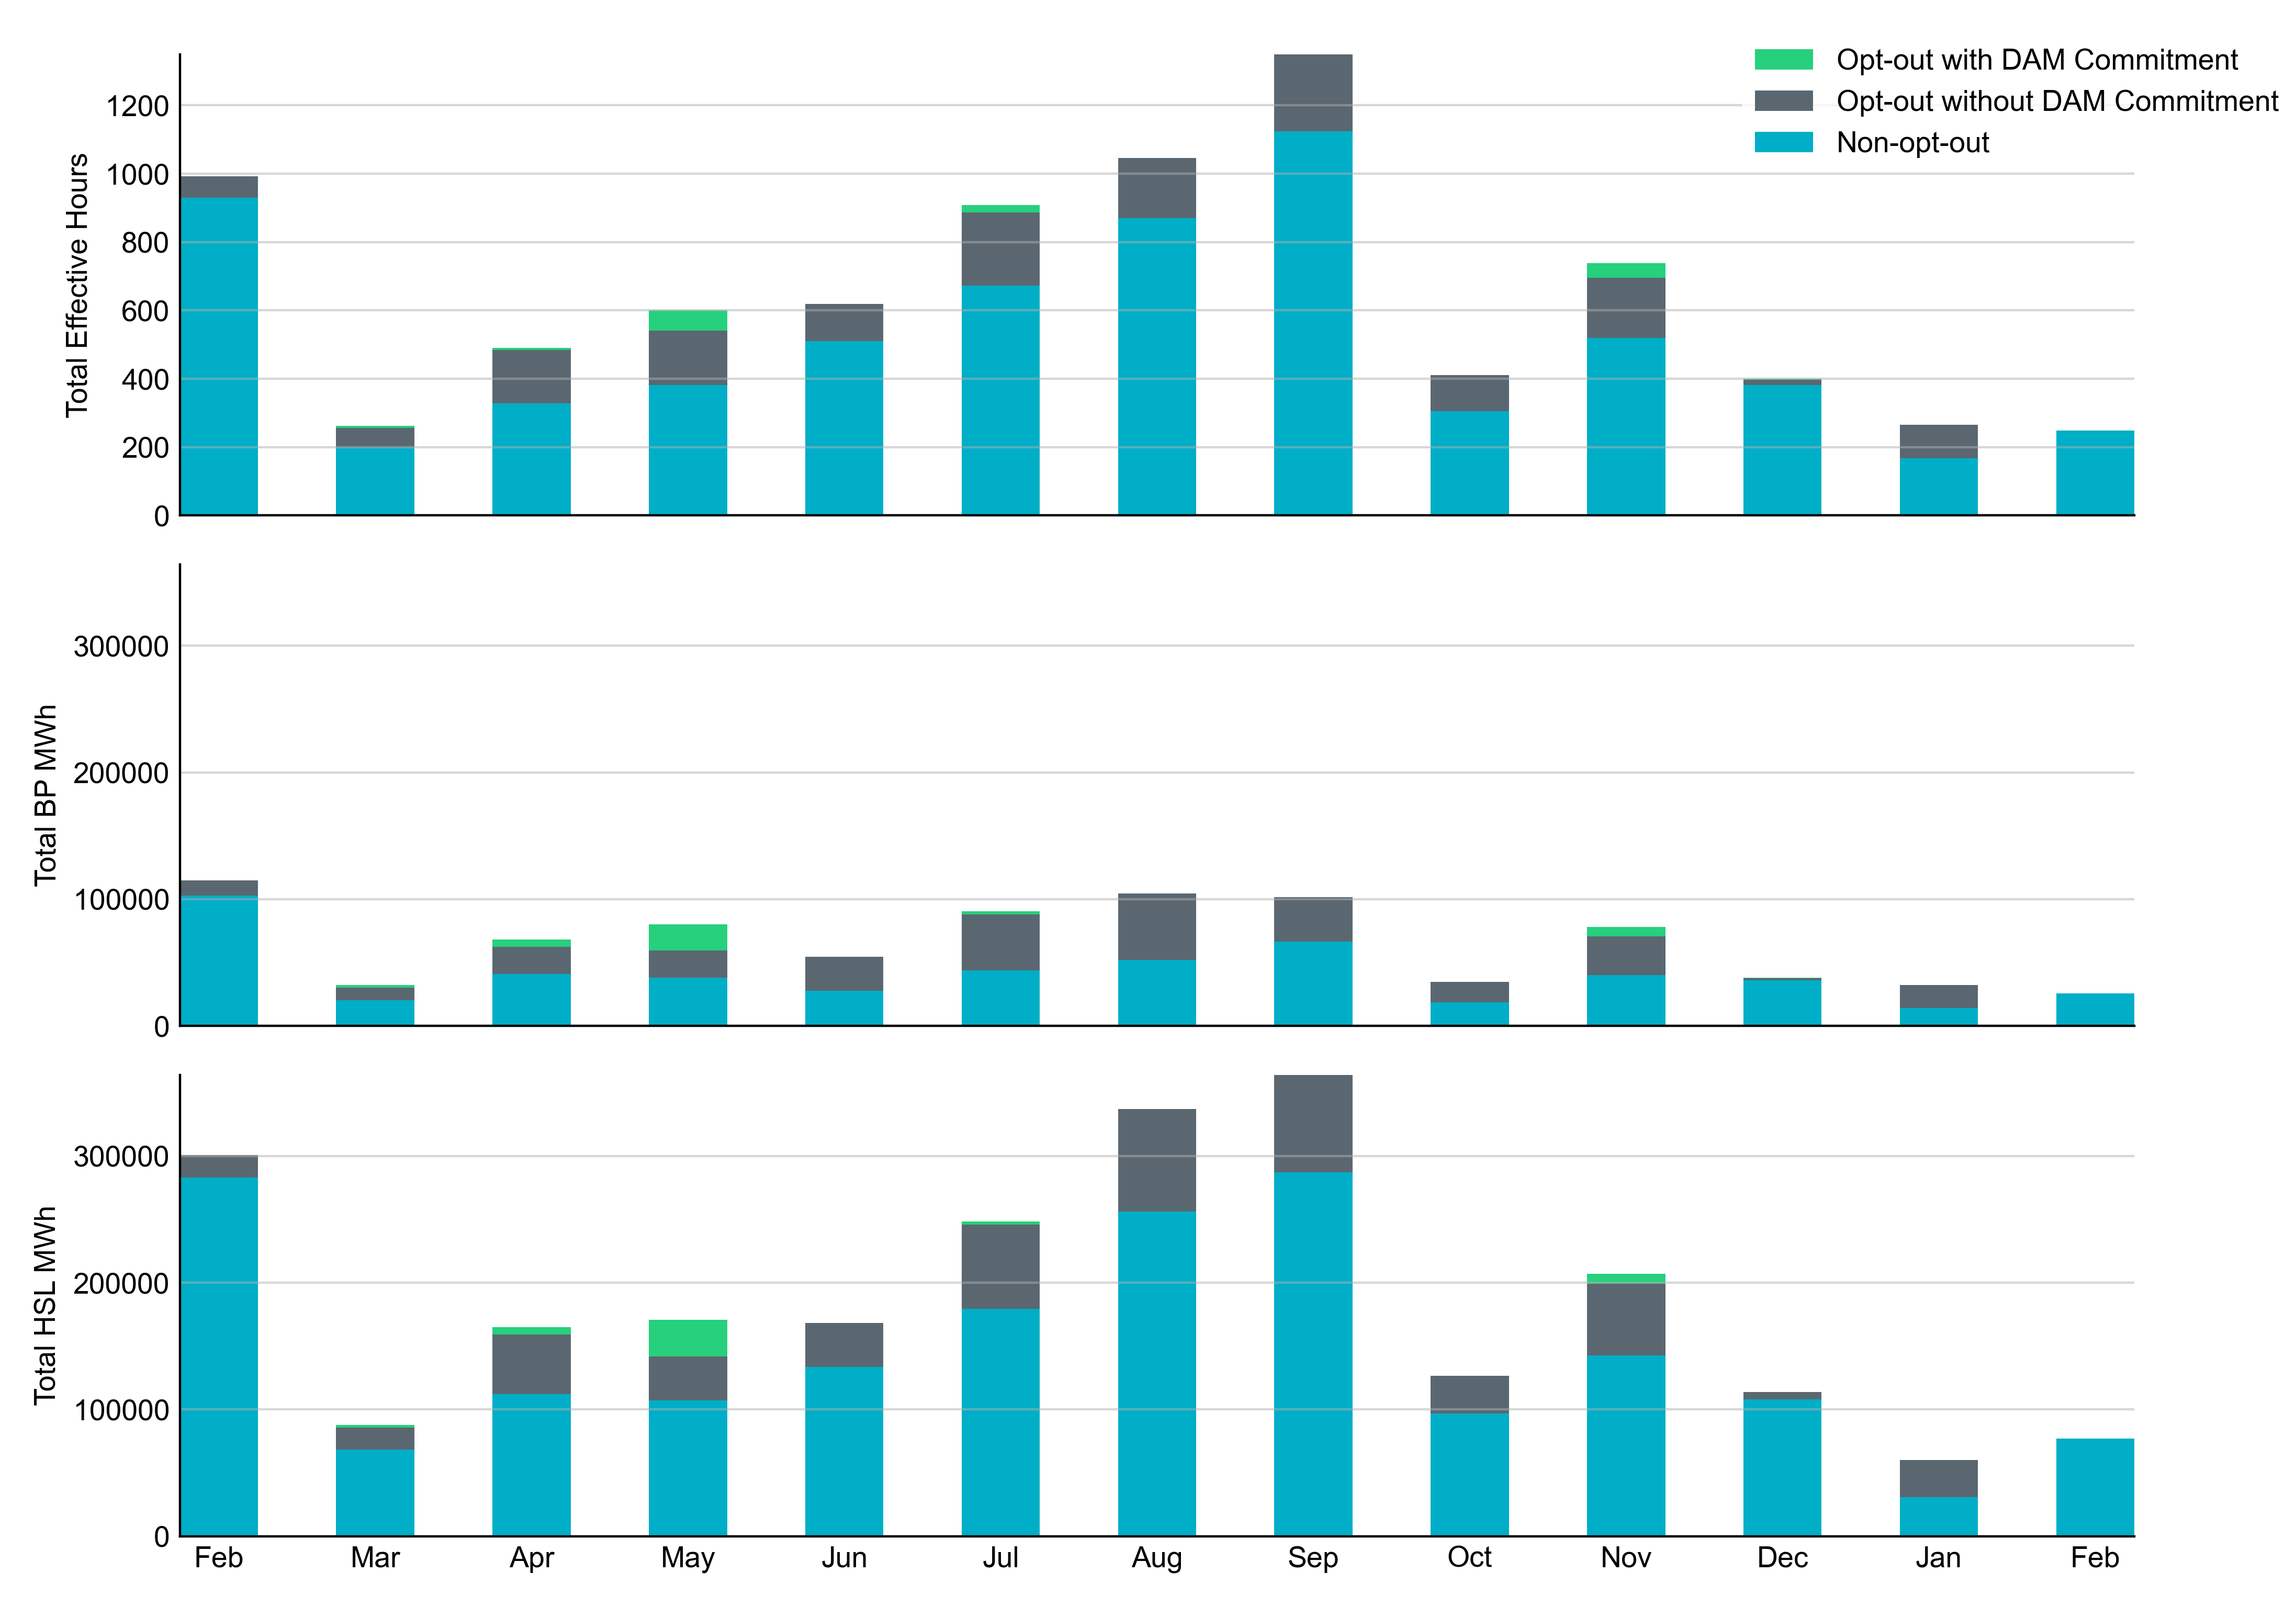 Opt-out with DAM Commitment
Opt-out without DAM Commitment
Non-opt-out
Total Effective Hours
1200
1000
800
600
400
200
0
Total BP MWh
300000
200000
100000
0
Total HSL MWh
300000
200000
100000
0
Feb Mar Apr May Jun Jul Aug Sep Oct Nov Dec Jan Feb